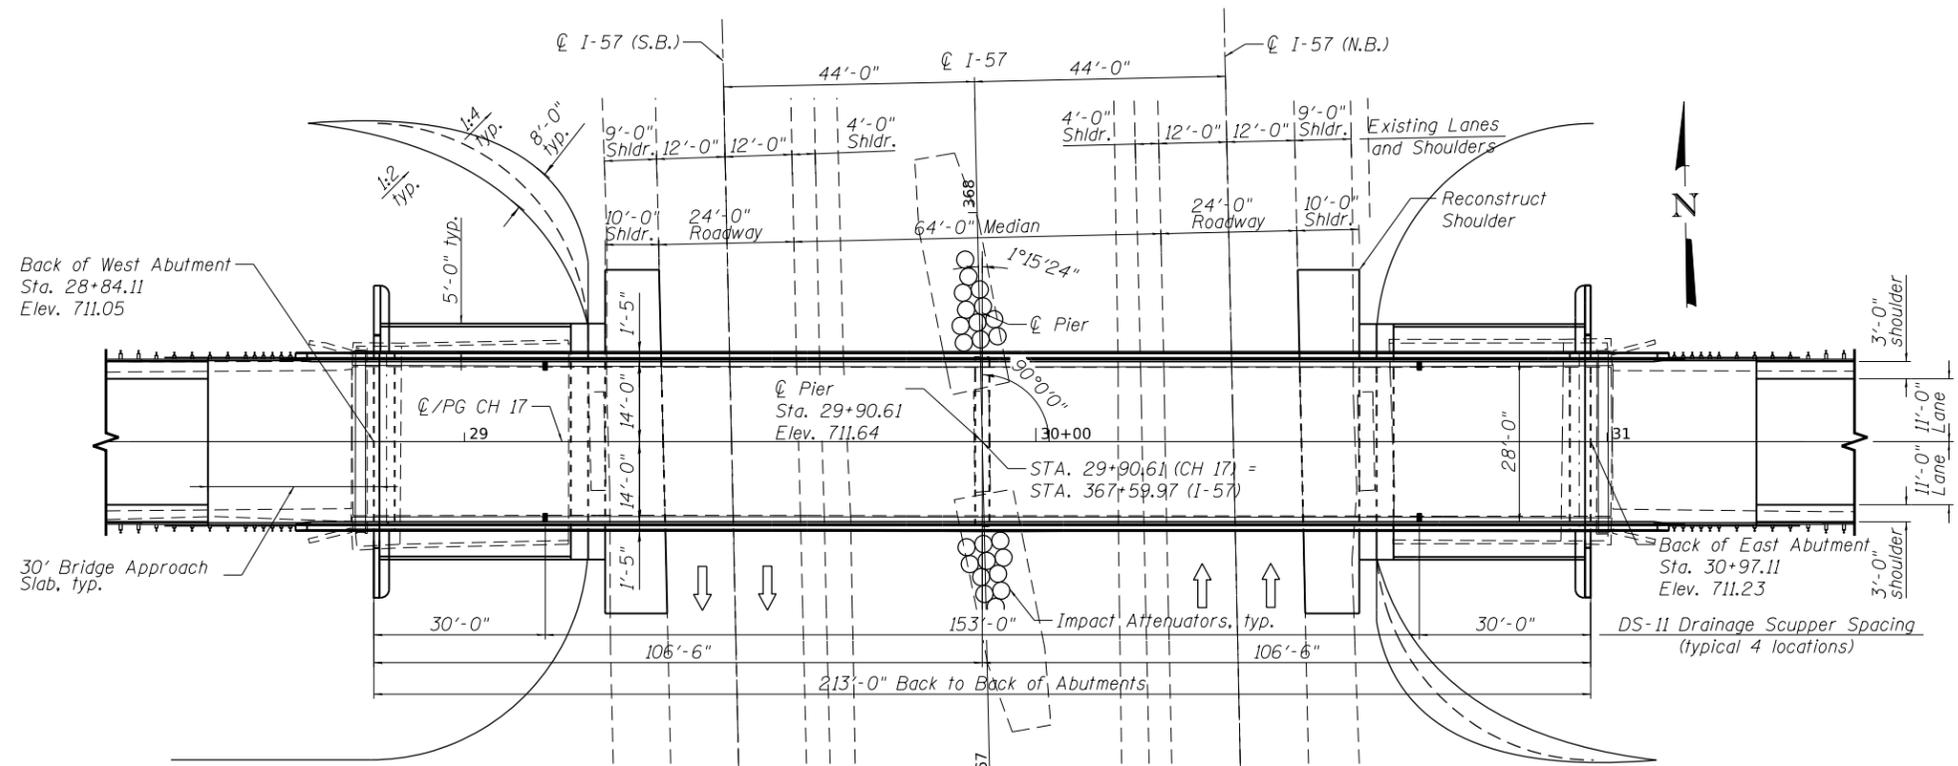 ℄ I-57 (S.B.)
℄ I-57
℄ I-57 (N.B.)
44'-0"
44'-0"
1:4
typ.
8'-0"
typ.
1:2
typ.
9'-0"
Shldr.
12'-0"
12'-0"
4'-0"
Shldr.
4'-0"
Shldr.
12'-0"
12'-0"
9'-0"
Shldr.
Existing Lanes
and Shoulders
368
N
10'-0"
Shldr.
24'-0"
Roadway
64'-0" Median
24'-0"
Roadway
10'-0"
Shldr.
Reconstruct
Shoulder
5'-0" typ.
Back of West Abutment
Sta. 28+84.11
Elev. 711.05
1°15'24"
1'-5"
℄ Pier
3'-0"
shoulder
90°0'0"
℄ Pier
Sta. 29+90.61
Elev. 711.64
℄/PG CH 17
14'-0"
29
30+00
31
11'-0"
Lane
14'-0"
28'-0"
STA. 29+90.61 (CH 17) =
STA. 367+59.97 (I-57)
11'-0"
Lane
30' Bridge Approach
Slab, typ.
1'-5"
Back of East Abutment
Sta. 30+97.11
Elev. 711.23
3'-0"
shoulder
30'-0"
153'-0"
Impact Attenuators, typ.
30'-0"
DS-11 Drainage Scupper Spacing
(typical 4 locations)
106'-6"
106'-6"
213'-0" Back to Back of Abutments